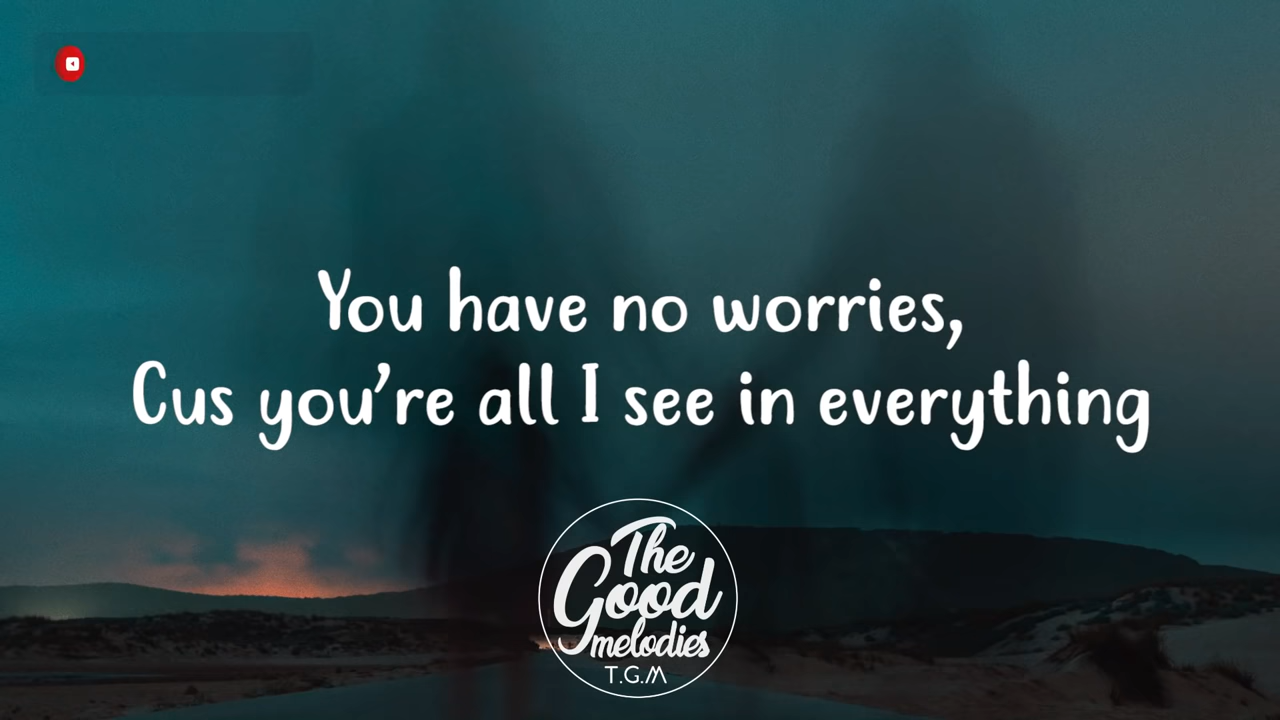 You have no worries,
Cus you're all I see in everything
The
Good
melodies
T.G.M